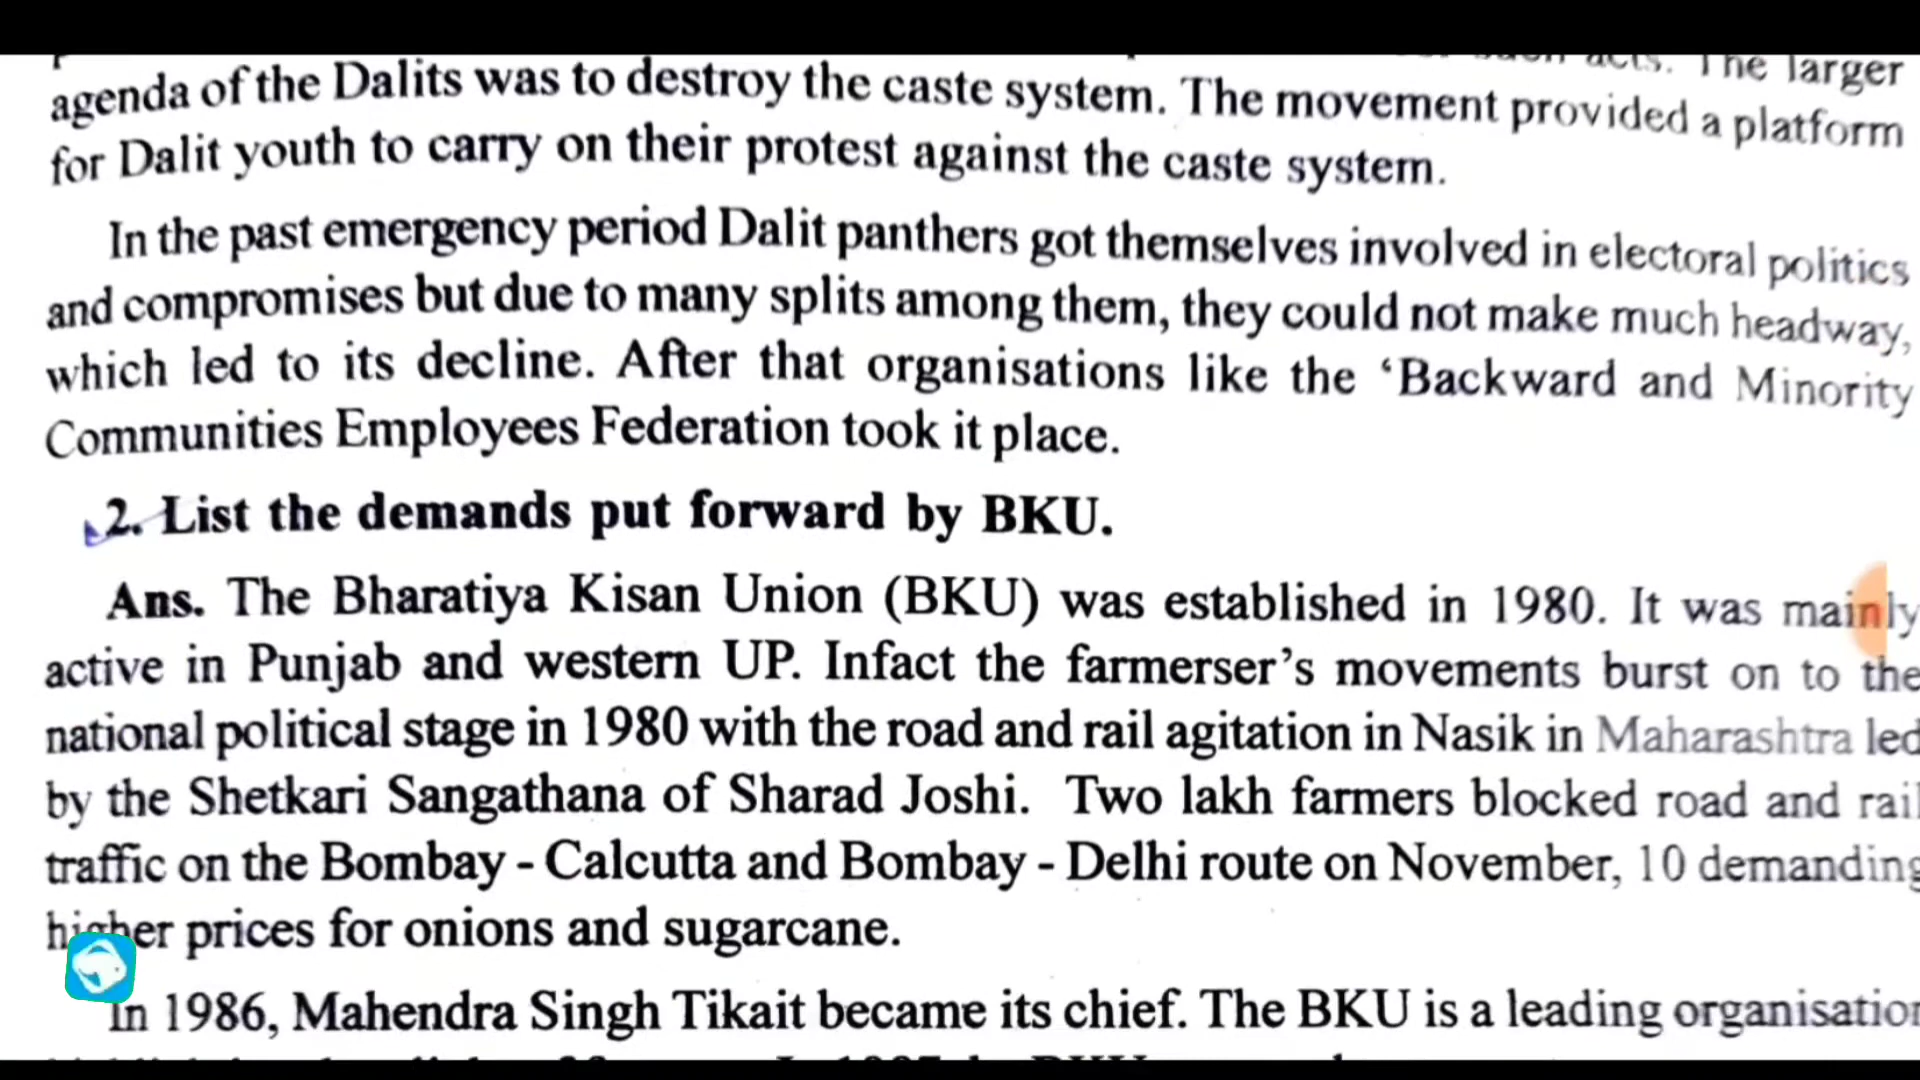 acts. The larger
agenda of the Dalits was to destroy the caste system. The movement provided a platform
for Dalit youth to carry on their protest against the caste system.
In the past emergency period Dalit panthers got themselves involved in electoral politics
and compromises but due to many splits among them, they could not make much headway,
which led to its decline. After that organisations like the ‘Backward and Minority
Communities Employees Federation took it place.
2. List the demands put forward by BKU.
Ans. The Bharatiya Kisan Union (BKU) was established in 1980. It was mainly
active in Punjab and western UP. Infact the farmerser’s movements burst on to the
national political stage in 1980 with the road and rail agitation in Nasik in Maharashtra led
by the Shetkari Sangathana of Sharad Joshi. Two lakh farmers blocked road and rail
traffic on the Bombay - Calcutta and Bombay - Delhi route on November, 10 demanding
higher prices for onions and sugarcane.
In 1986, Mahendra Singh Tikait became its chief. The BKU is a leading organisation